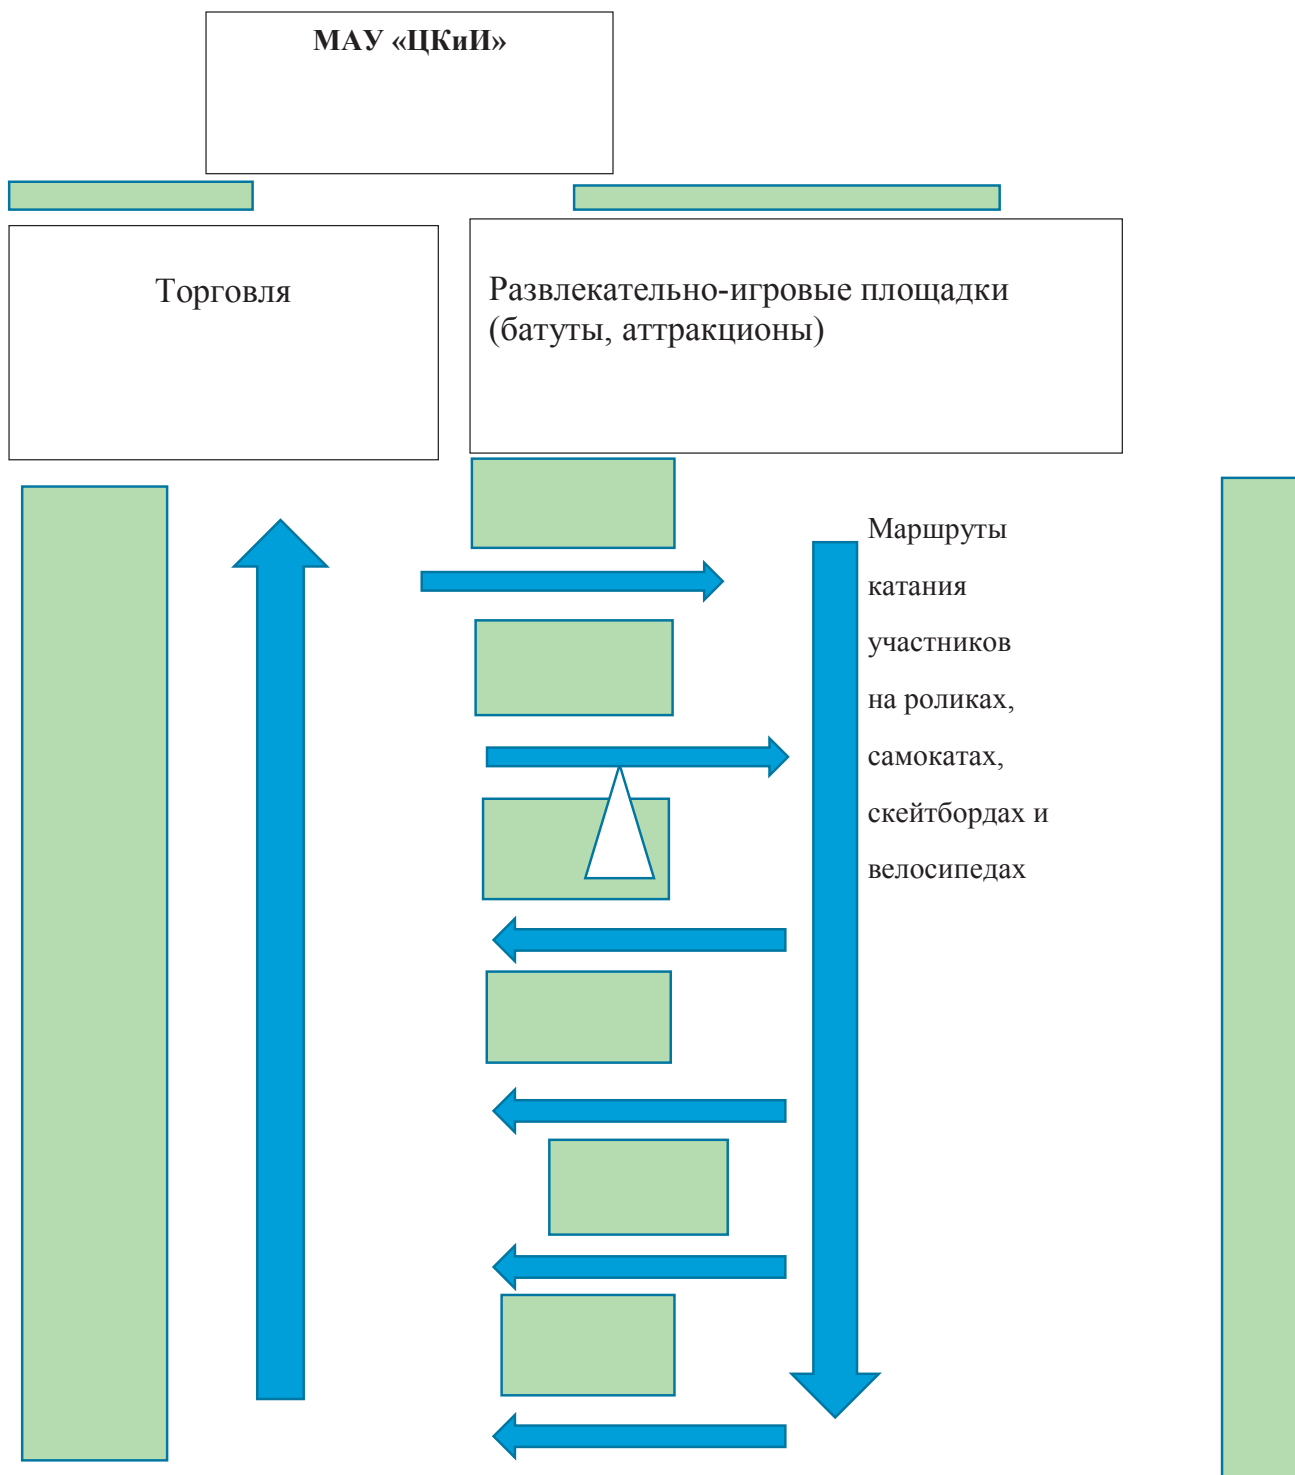 МАУ «ЦКиИ»
Торговля
Развлекательно-игровые площадки
(батуты, аттракционы)
Маршруты
катания
участников
на роликах,
самокатах,
скейтбордах и
велосипедах